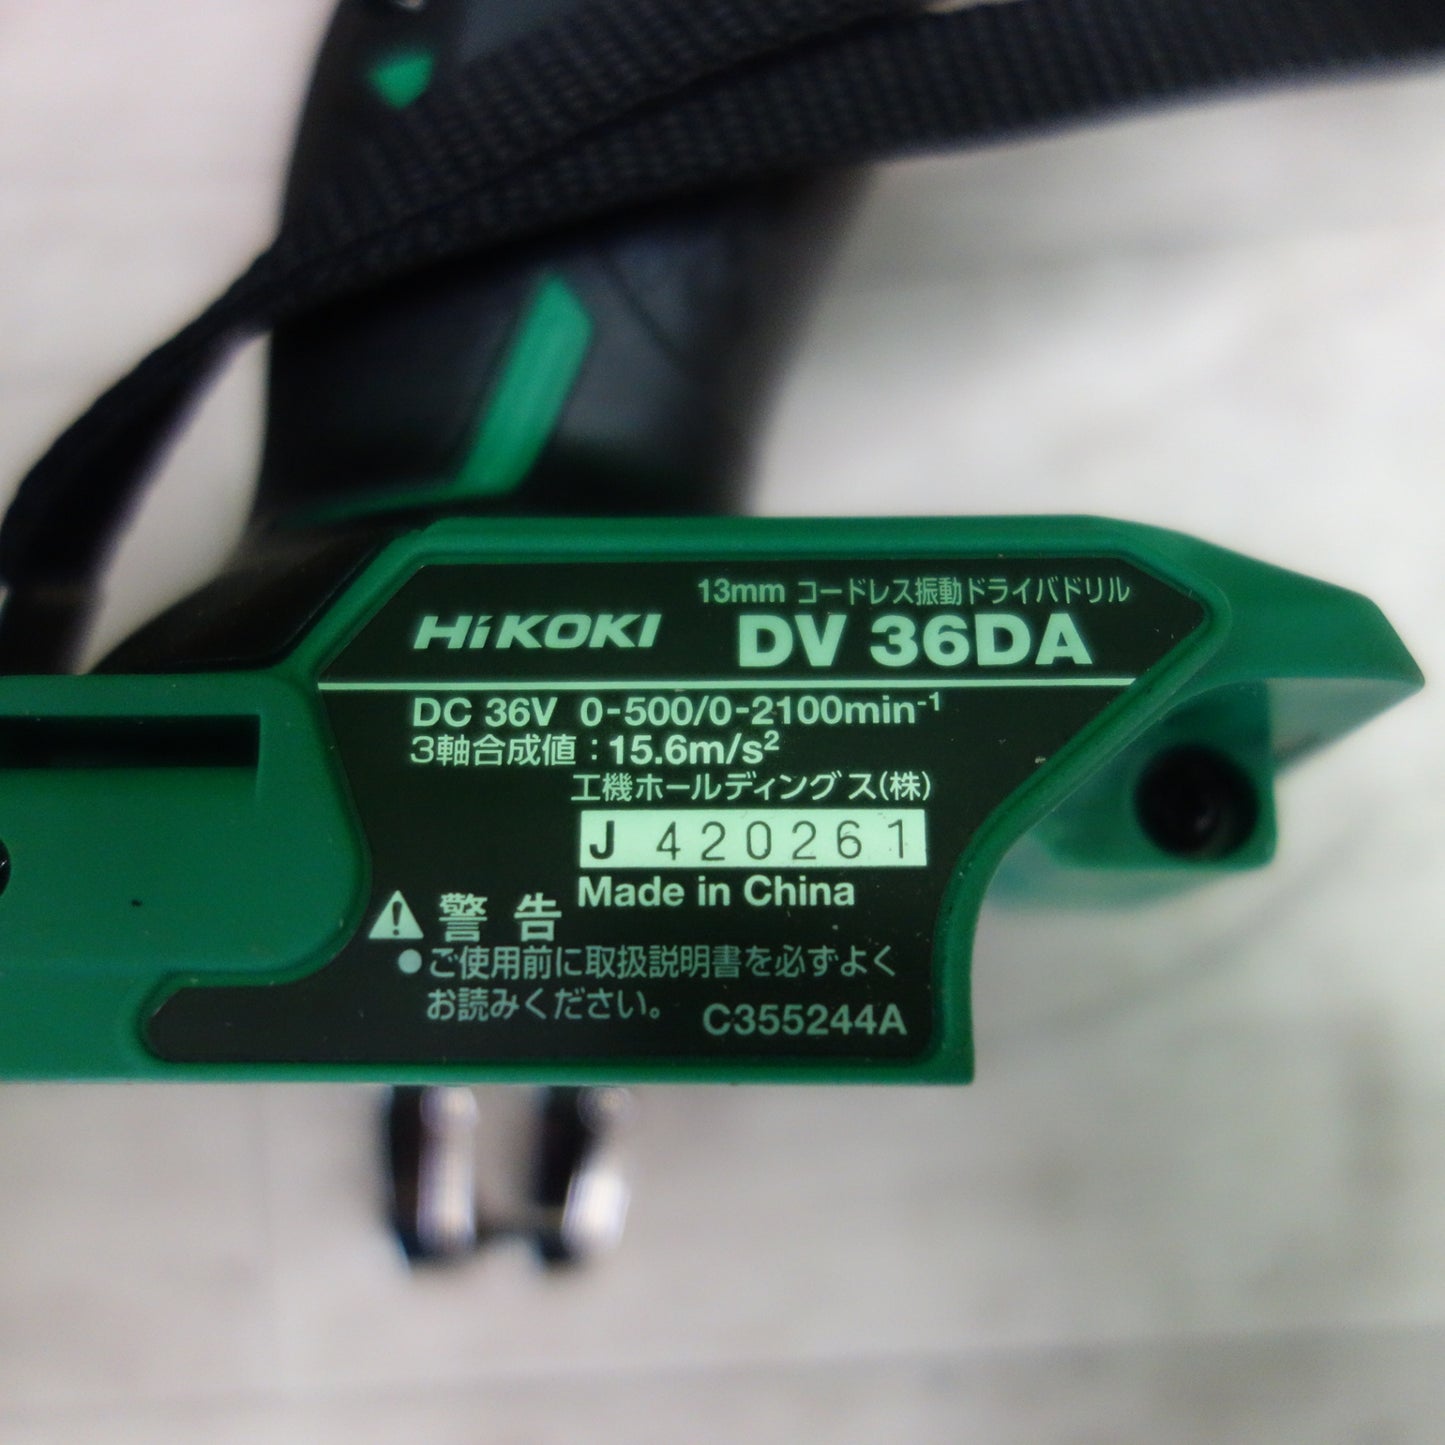 13mm コードレス振動ドライバドリル
HiKOKI DV 36DA
DC 36V 0-500/0-2100min⁻¹
3軸合成値：15.6m/s²
工機ホールディングス(株)
J 420261
Made in China
警告
●ご使用前に取扱説明書を必ずよく
お読みください。
C355244A